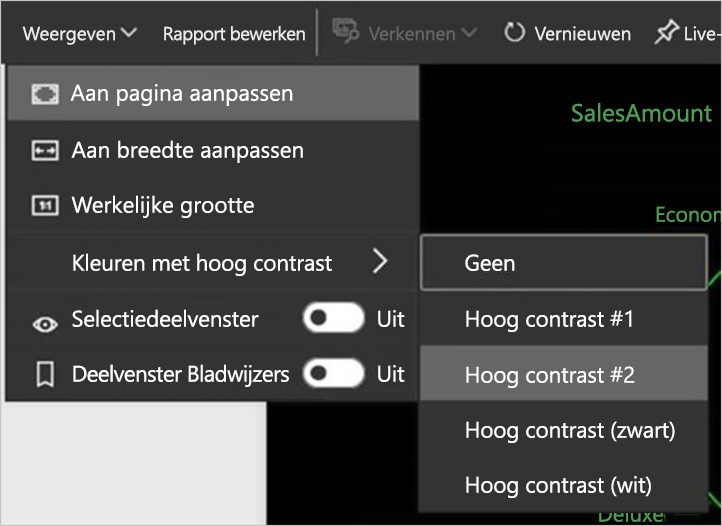 Weergeven Rapport bewerken Verkennen Vernieuwen Live-
Aan pagina aanpassen
SalesAmount
Aan breedte aanpassen
Werkelijke grootte
Econom
Kleuren met hoog contrast
Geen
Selectiedeelvenster Uit
Hoog contrast #1
Deelvenster Bladwijzers Uit
Hoog contrast #2
Hoog contrast (zwart)
Hoog contrast (wit)
Deluxe